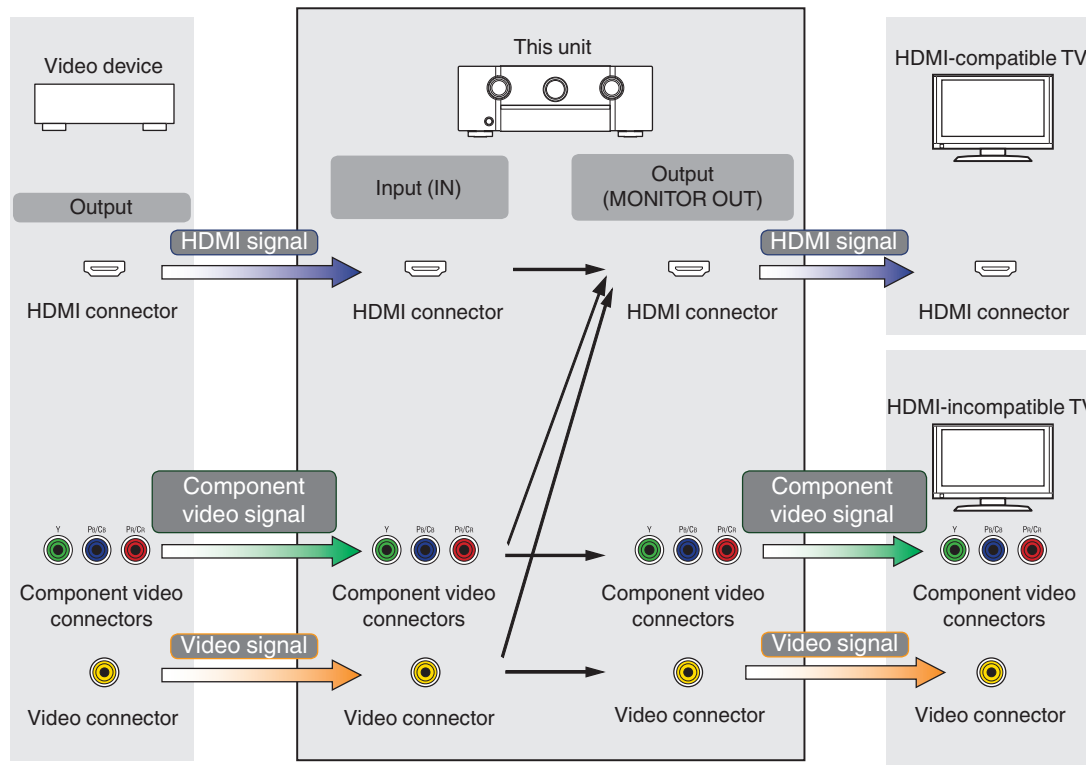 Video device
This unit
HDMI-compatible TV
Output
Input (IN)
Output
(MONITOR OUT)
HDMI signal
HDMI signal
HDMI connector
HDMI connector
HDMI connector
HDMI connector
HDMI-incompatible TV
Component
video signal
Component
video signal
Y PB/CB PR/CR
Y PB/CB PR/CR
Y PB/CB PR/CR
Y PB/CB PR/CR
Component video
connectors
Component video
connectors
Component video
connectors
Component video
connectors
Video signal
Video signal
Video connector
Video connector
Video connector
Video connector